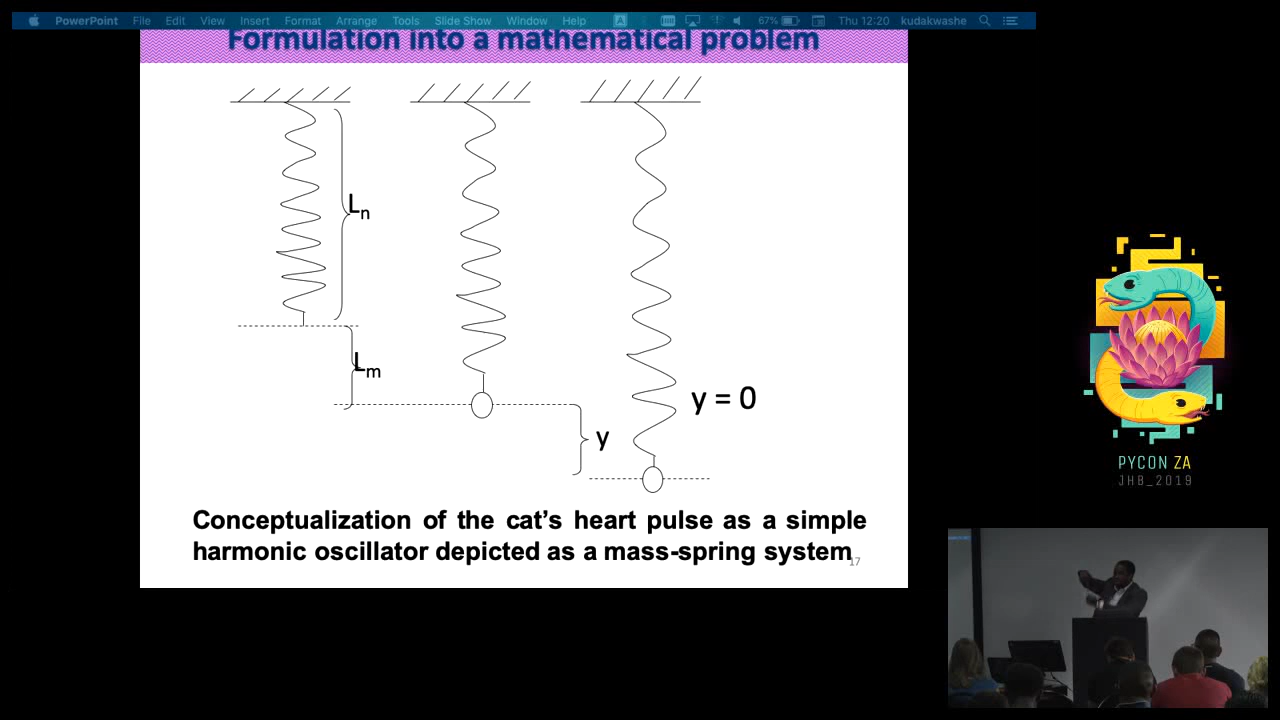 PowerPoint File Edit View Insert Format Arrange Tools Slide Show Window Help A 67% Thu 12:20 kudakwashe
Formulation into a mathematical problem
Ln
Lm
y = 0
y
Conceptualization of the cat's heart pulse as a simple
harmonic oscillator depicted as a mass-spring system
17
PYCON ZA
JHB_2019